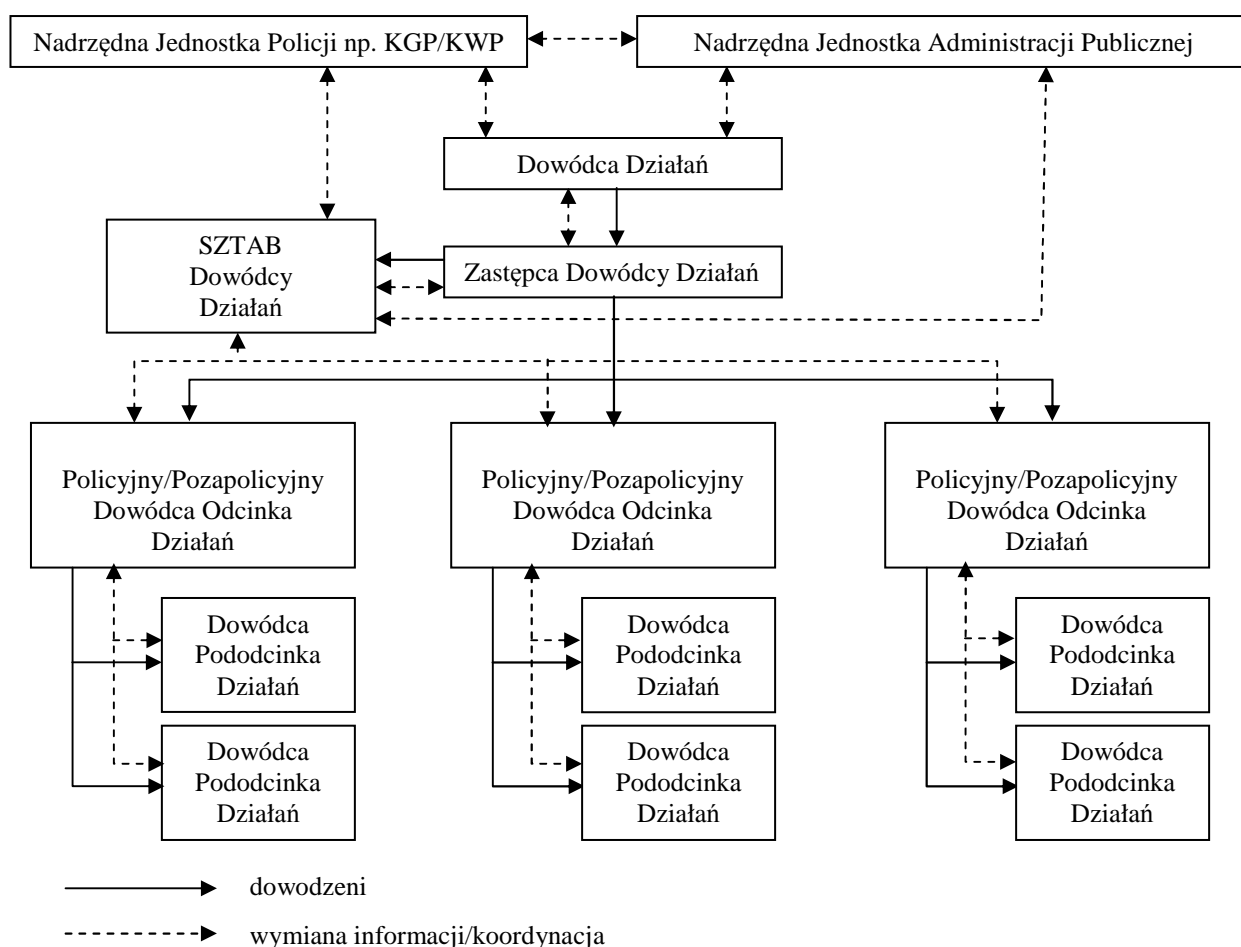 Nadrzędna Jednostka Policji np. KGP/KWP
Nadrzędna Jednostka Administracji Publicznej
Dowódca Działań
SZTAB
Dowódcy
Działań
Zastępca Dowódcy Działań
Policyjny/Pozapolicyjny
Dowódca Odcinka
Działań
Policyjny/Pozapolicyjny
Dowódca Odcinka
Działań
Policyjny/Pozapolicyjny
Dowódca Odcinka
Działań
Dowódca
Pododcinka
Działań
Dowódca
Pododcinka
Działań
Dowódca
Pododcinka
Działań
Dowódca
Pododcinka
Działań
Dowódca
Pododcinka
Działań
Dowódca
Pododcinka
Działań
dowodzeni
wymiana informacji/koordynacja